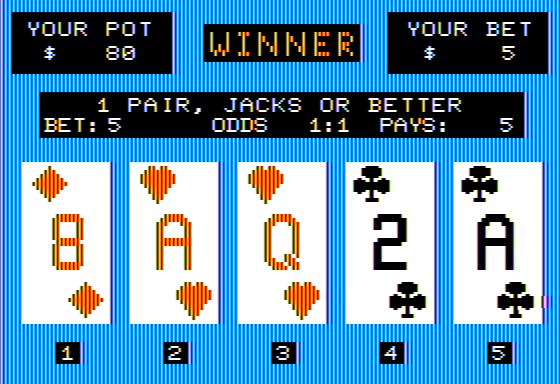 YOUR POT
$ 80
WINNER
YOUR BET
$ 5
1 PAIR, JACKS OR BETTER
BET: 5 ODDS 1:1 PAYS: 5
8 A Q 2 A
1 2 3 4 5